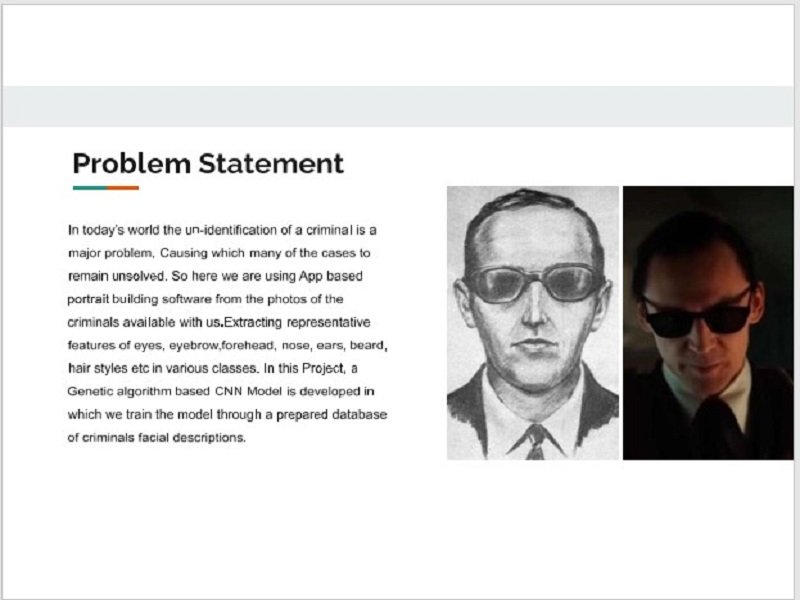 Problem Statement
In today's world the un-identification of a criminal is a
major problem, Causing which many of the cases to
remain unsolved. So here we are using App based
portrait building software from the photos of the
criminals available with us.Extracting representative
features of eyes, eyebrow,forehead, nose, ears, beard,
hair styles etc in various classes. In this Project, a
Genetic algorithm based CNN Model is developed in
which we train the model through a prepared database
of criminals facial descriptions.